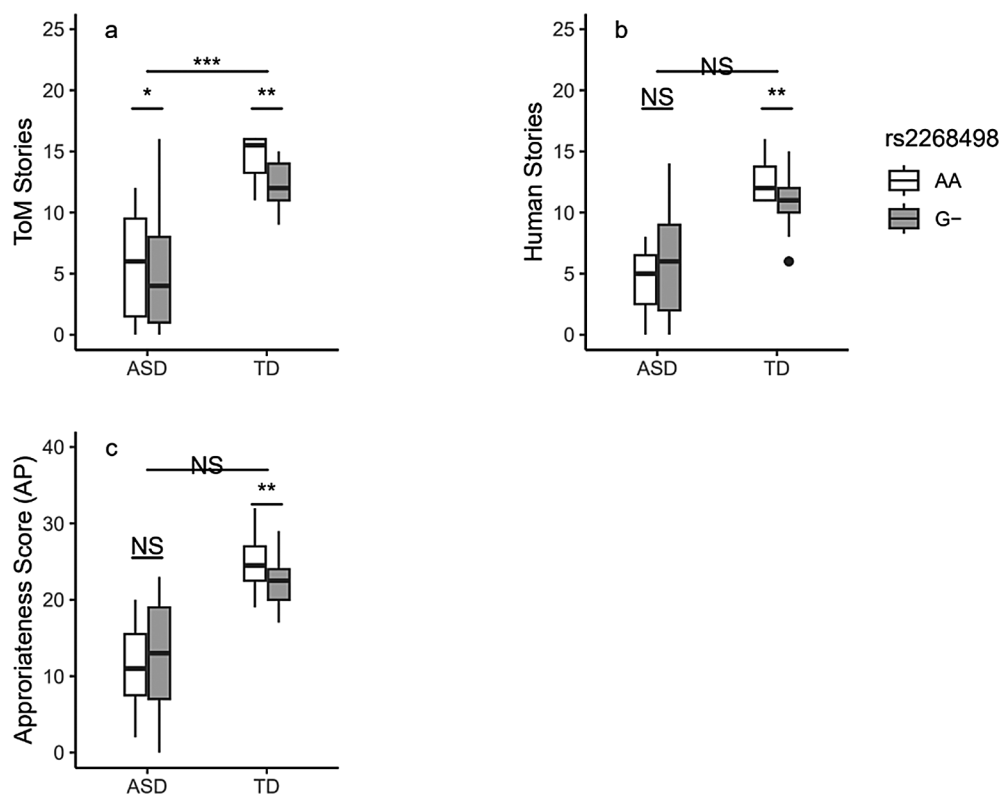 a
ToM Stories
25
20
15
10
5
0
***
*
**
ASD
TD
b
Human Stories
25
20
15
10
5
0
NS
NS
**
ASD
TD
rs2268498
AA
G−
c
Approriateness Score (AP)
40
30
20
10
0
NS
NS
**
ASD
TD